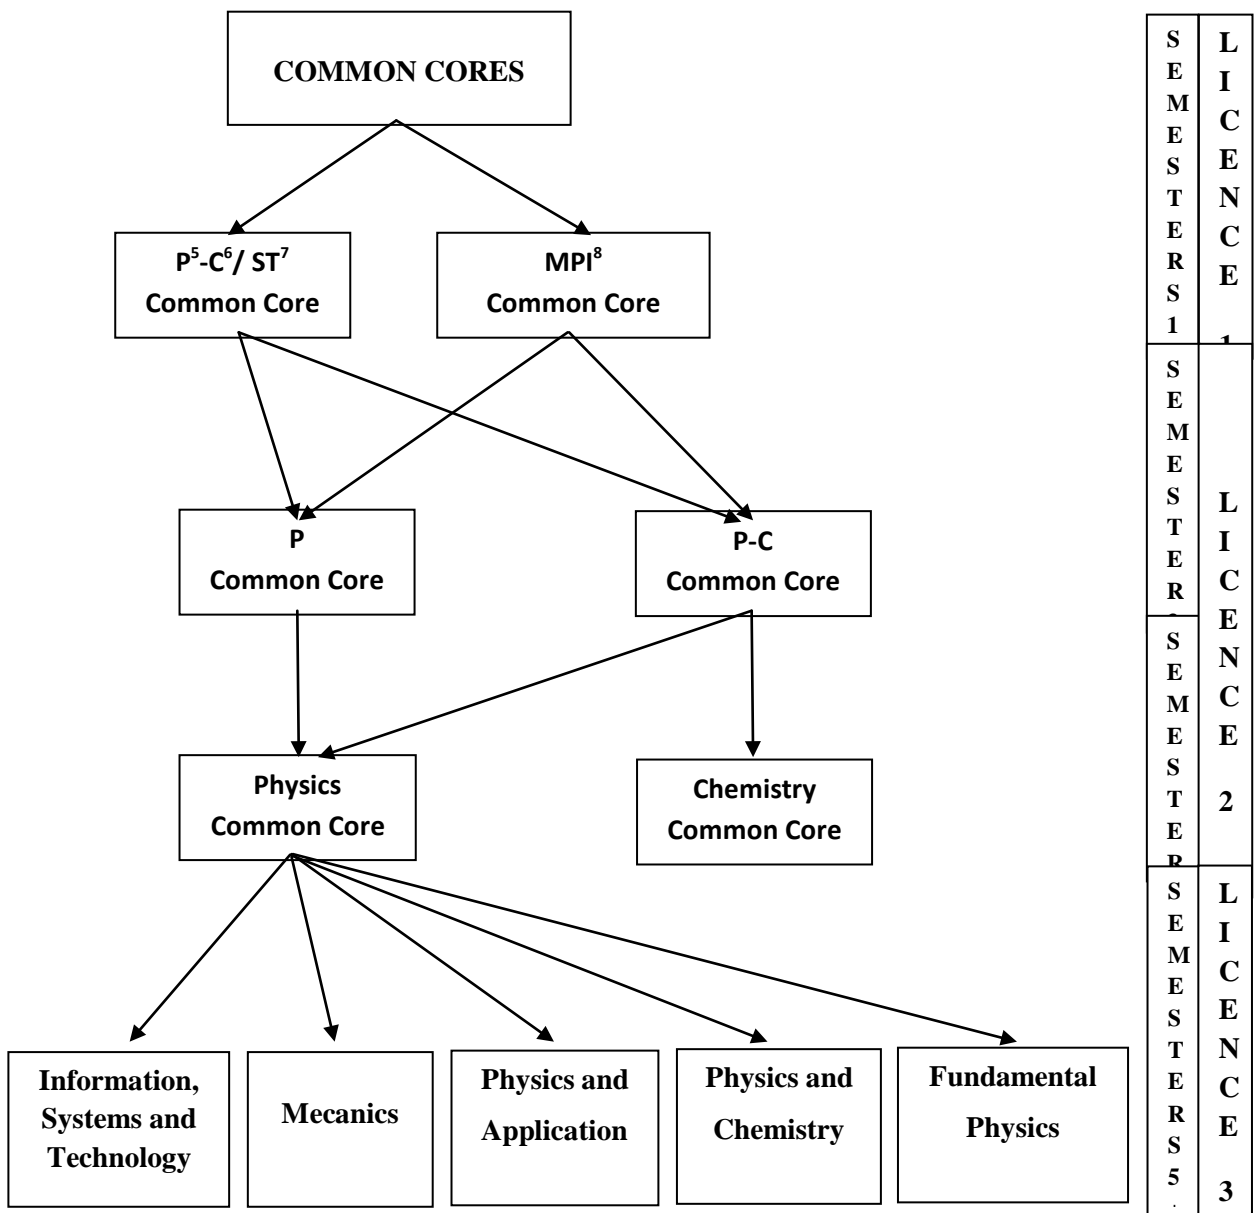 COMMON CORES
P⁵-C⁶/ ST⁷
Common Core
MPI⁸
Common Core
P
Common Core
P-C
Common Core
Physics
Common Core
Chemistry
Common Core
Information,
Systems and
Technology
Mecanics
Physics and
Application
Physics and
Chemistry
Fundamental
Physics
SEMESTERS1
LICENCE 1
SEMESTER
SEMESTER
LICENCE 2
SEMESTERS5
LICENCE 3